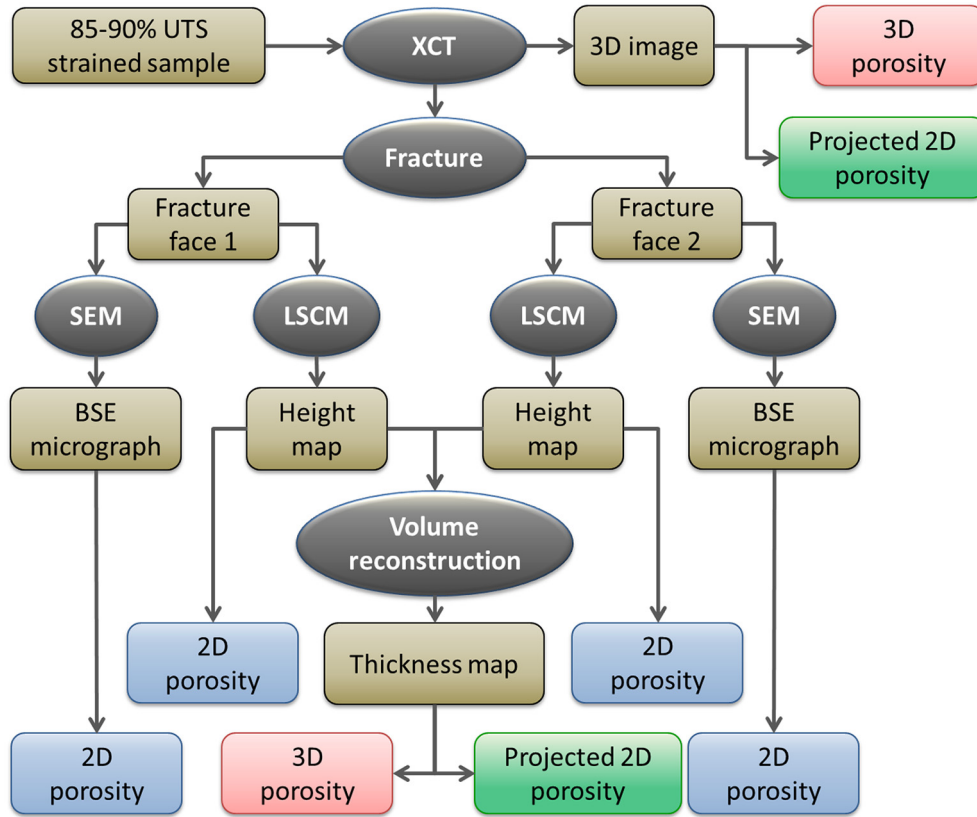 85-90% UTS
strained sample
XCT
3D image
3D
porosity
Projected 2D
porosity
Fracture
Fracture
face 1
Fracture
face 2
SEM
LSCM
LSCM
SEM
BSE
micrograph
Height
map
Height
map
BSE
micrograph
Volume
reconstruction
2D
porosity
Thickness map
2D
porosity
2D
porosity
3D
porosity
Projected 2D
porosity
2D
porosity